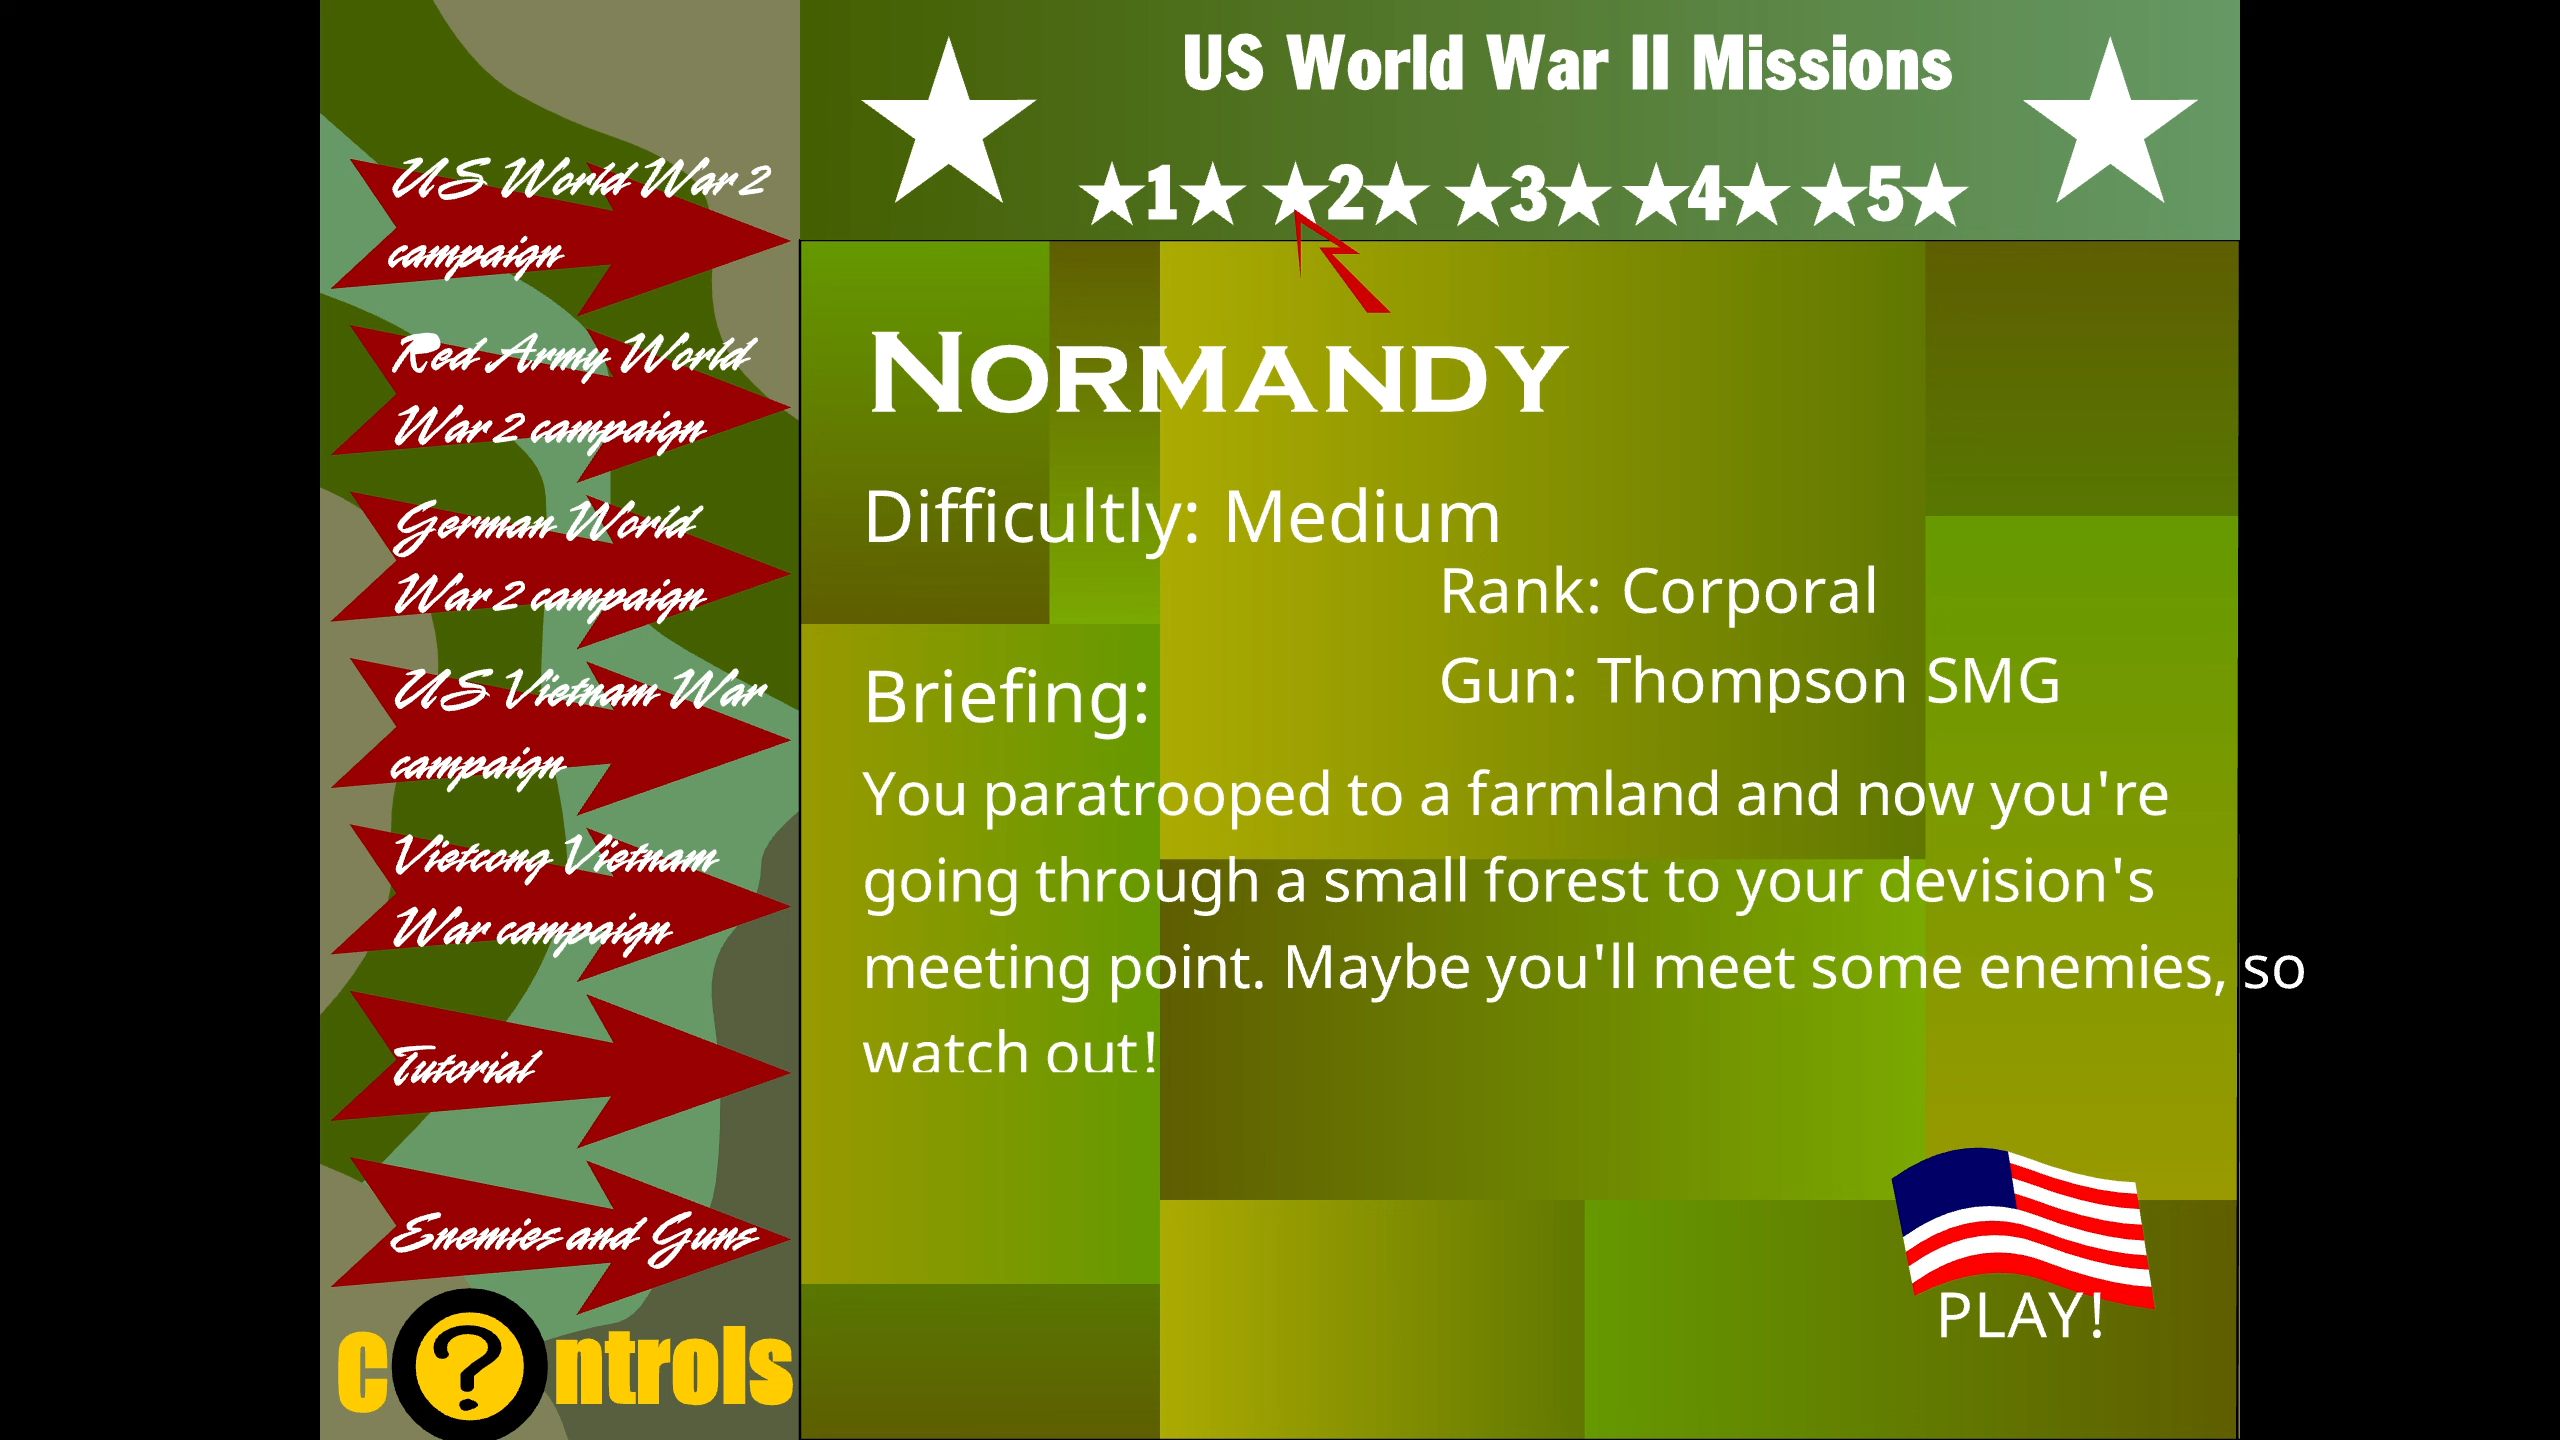 US World War II Missions
★1★ ★2★ ★3★ ★4★ ★5★
US World War 2
campaign
Red Army World
War 2 campaign
German World
War 2 campaign
US Vietnam War
campaign
Vietcong Vietnam
War campaign
Tutorial
Enemies and Guns
C?ntrols
Normandy
Difficultly: Medium
Rank: Corporal
Gun: Thompson SMG
Briefing:
You paratrooped to a farmland and now you're
going through a small forest to your devision's
meeting point. Maybe you'll meet some enemies, so
watch out!
PLAY!